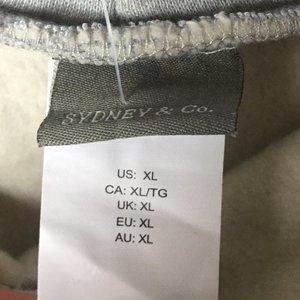 SYDNEY & Co.
US: XL
CA: XL/TG
UK: XL
EU: XL
AU: XL